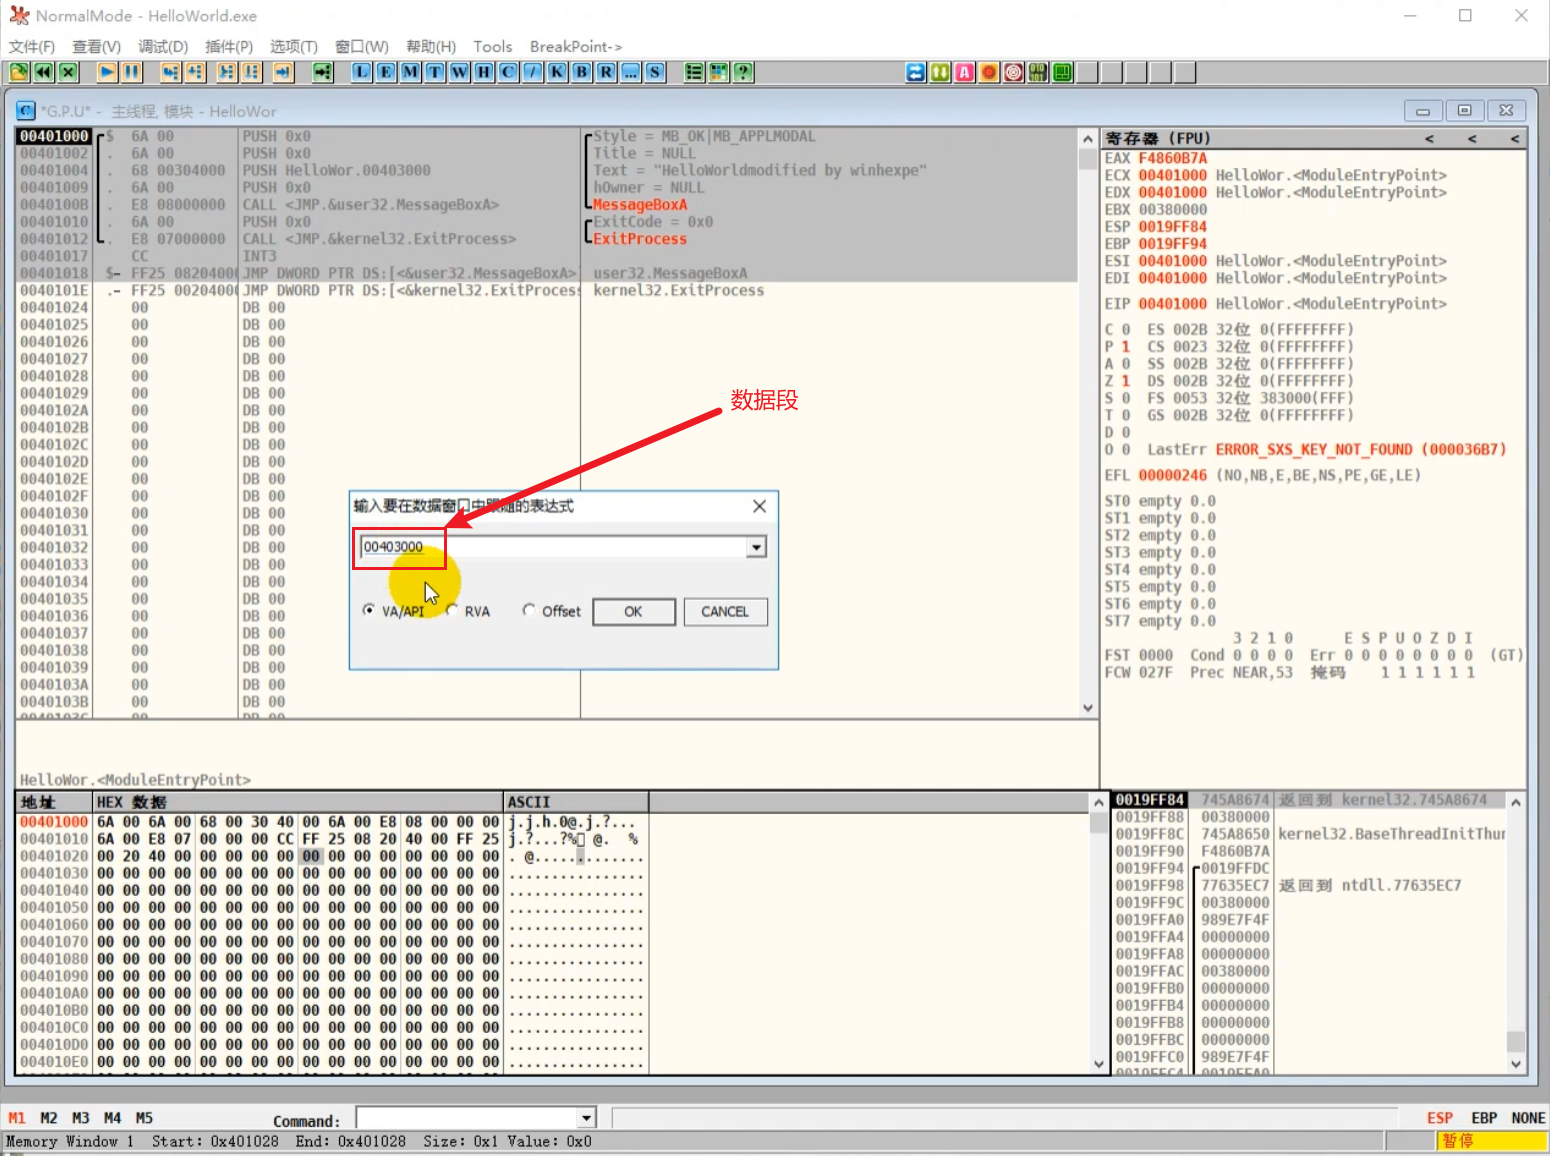 NormalMode - HelloWorld.exe
文件(F) 查看(V) 调试(D) 插件(P) 选项(T) 窗口(W) 帮助(H) Tools BreakPoint->
L E M T W H C / K B R ... S ?
C *G.P.U* - 主线程, 模块 - HelloWor
00401000 $ 6A 00 PUSH 0x0 Style = MB_OK|MB_APPLMODAL
00401002 . 6A 00 PUSH 0x0 Title = NULL
00401004 . 68 00304000 PUSH HelloWor.00403000 Text = "HelloWorldmodified by winhexpe"
00401009 . 6A 00 PUSH 0x0 hOwner = NULL
0040100B . E8 08000000 CALL <JMP.&user32.MessageBoxA> MessageBoxA
00401010 . 6A 00 PUSH 0x0 ExitCode = 0x0
00401012 . E8 07000000 CALL <JMP.&kernel32.ExitProcess> ExitProcess
00401017 CC INT3
00401018 $- FF25 0820400 JMP DWORD PTR DS:[<&user32.MessageBoxA> user32.MessageBoxA
0040101E .- FF25 0020400 JMP DWORD PTR DS:[<&kernel32.ExitProces kernel32.ExitProcess
00401024 00 DB 00
00401025 00 DB 00
00401026 00 DB 00
00401027 00 DB 00
00401028 00 DB 00
00401029 00 DB 00
0040102A 00 DB 00
0040102B 00 DB 00
0040102C 00 DB 00
0040102D 00 DB 00
0040102E 00 DB 00
0040102F 00 DB 00
00401030 00 DB 00
00401031 00 DB 00
00401032 00 DB 00
00401033 00 DB 00
00401034 00 DB 00
00401035 00 DB 00
00401036 00 DB 00
00401037 00 DB 00
00401038 00 DB 00
00401039 00 DB 00
0040103A 00 DB 00
0040103B 00 DB 00
0040103C 00 DB 00
数据段
输入要在数据窗口中跟随的表达式
00403000
VA/API RVA Offset OK CANCEL
HelloWor.<ModuleEntryPoint>
寄存器 (FPU) < < <
EAX F4860B7A
ECX 00401000 HelloWor.<ModuleEntryPoint>
EDX 00401000 HelloWor.<ModuleEntryPoint>
EBX 00380000
ESP 0019FF84
EBP 0019FF94
ESI 00401000 HelloWor.<ModuleEntryPoint>
EDI 00401000 HelloWor.<ModuleEntryPoint>
EIP 00401000 HelloWor.<ModuleEntryPoint>
C 0 ES 002B 32位 0(FFFFFFFF)
P 1 CS 0023 32位 0(FFFFFFFF)
A 0 SS 002B 32位 0(FFFFFFFF)
Z 1 DS 002B 32位 0(FFFFFFFF)
S 0 FS 0053 32位 383000(FFF)
T 0 GS 002B 32位 0(FFFFFFFF)
D 0
O 0 LastErr ERROR_SXS_KEY_NOT_FOUND (000036B7)
EFL 00000246 (NO,NB,E,BE,NS,PE,GE,LE)
ST0 empty 0.0
ST1 empty 0.0
ST2 empty 0.0
ST3 empty 0.0
ST4 empty 0.0
ST5 empty 0.0
ST6 empty 0.0
ST7 empty 0.0
3 2 1 0 E S P U O Z D I
FST 0000 Cond 0 0 0 0 Err 0 0 0 0 0 0 0 0 (GT)
FCW 027F Prec NEAR,53 掩码 1 1 1 1 1 1
地址 HEX 数据 ASCII
00401000 6A 00 6A 00 68 00 30 40 00 6A 00 E8 08 00 00 00 j.j.h.0@.j.?...
00401010 6A 00 E8 07 00 00 00 CC FF 25 08 20 40 00 FF 25 j.?...?% @. %
00401020 00 20 40 00 00 00 00 00 00 00 00 00 00 00 00 00 . @.............
00401030 00 00 00 00 00 00 00 00 00 00 00 00 00 00 00 00 ................
00401040 00 00 00 00 00 00 00 00 00 00 00 00 00 00 00 00 ................
00401050 00 00 00 00 00 00 00 00 00 00 00 00 00 00 00 00 ................
00401060 00 00 00 00 00 00 00 00 00 00 00 00 00 00 00 00 ................
00401070 00 00 00 00 00 00 00 00 00 00 00 00 00 00 00 00 ................
00401080 00 00 00 00 00 00 00 00 00 00 00 00 00 00 00 00 ................
00401090 00 00 00 00 00 00 00 00 00 00 00 00 00 00 00 00 ................
004010A0 00 00 00 00 00 00 00 00 00 00 00 00 00 00 00 00 ................
004010B0 00 00 00 00 00 00 00 00 00 00 00 00 00 00 00 00 ................
004010C0 00 00 00 00 00 00 00 00 00 00 00 00 00 00 00 00 ................
004010D0 00 00 00 00 00 00 00 00 00 00 00 00 00 00 00 00 ................
004010E0 00 00 00 00 00 00 00 00 00 00 00 00 00 00 00 00 ................
0019FF84 745A8674 返回到 kernel32.745A8674
0019FF88 00380000
0019FF8C 745A8650 kernel32.BaseThreadInitThur
0019FF90 F4860B7A
0019FF94 0019FFDC
0019FF98 77635EC7 返回到 ntdll.77635EC7
0019FF9C 00380000
0019FFA0 989E7F4F
0019FFA4 00000000
0019FFA8 00000000
0019FFAC 00380000
0019FFB0 00000000
0019FFB4 00000000
0019FFB8 00000000
0019FFBC 00000000
0019FFC0 989E7F4F
0019FFC4 0019FFA0
M1 M2 M3 M4 M5 Command: ESP EBP NONE
Memory Window 1 Start: 0x401028 End: 0x401028 Size: 0x1 Value: 0x0 暂停